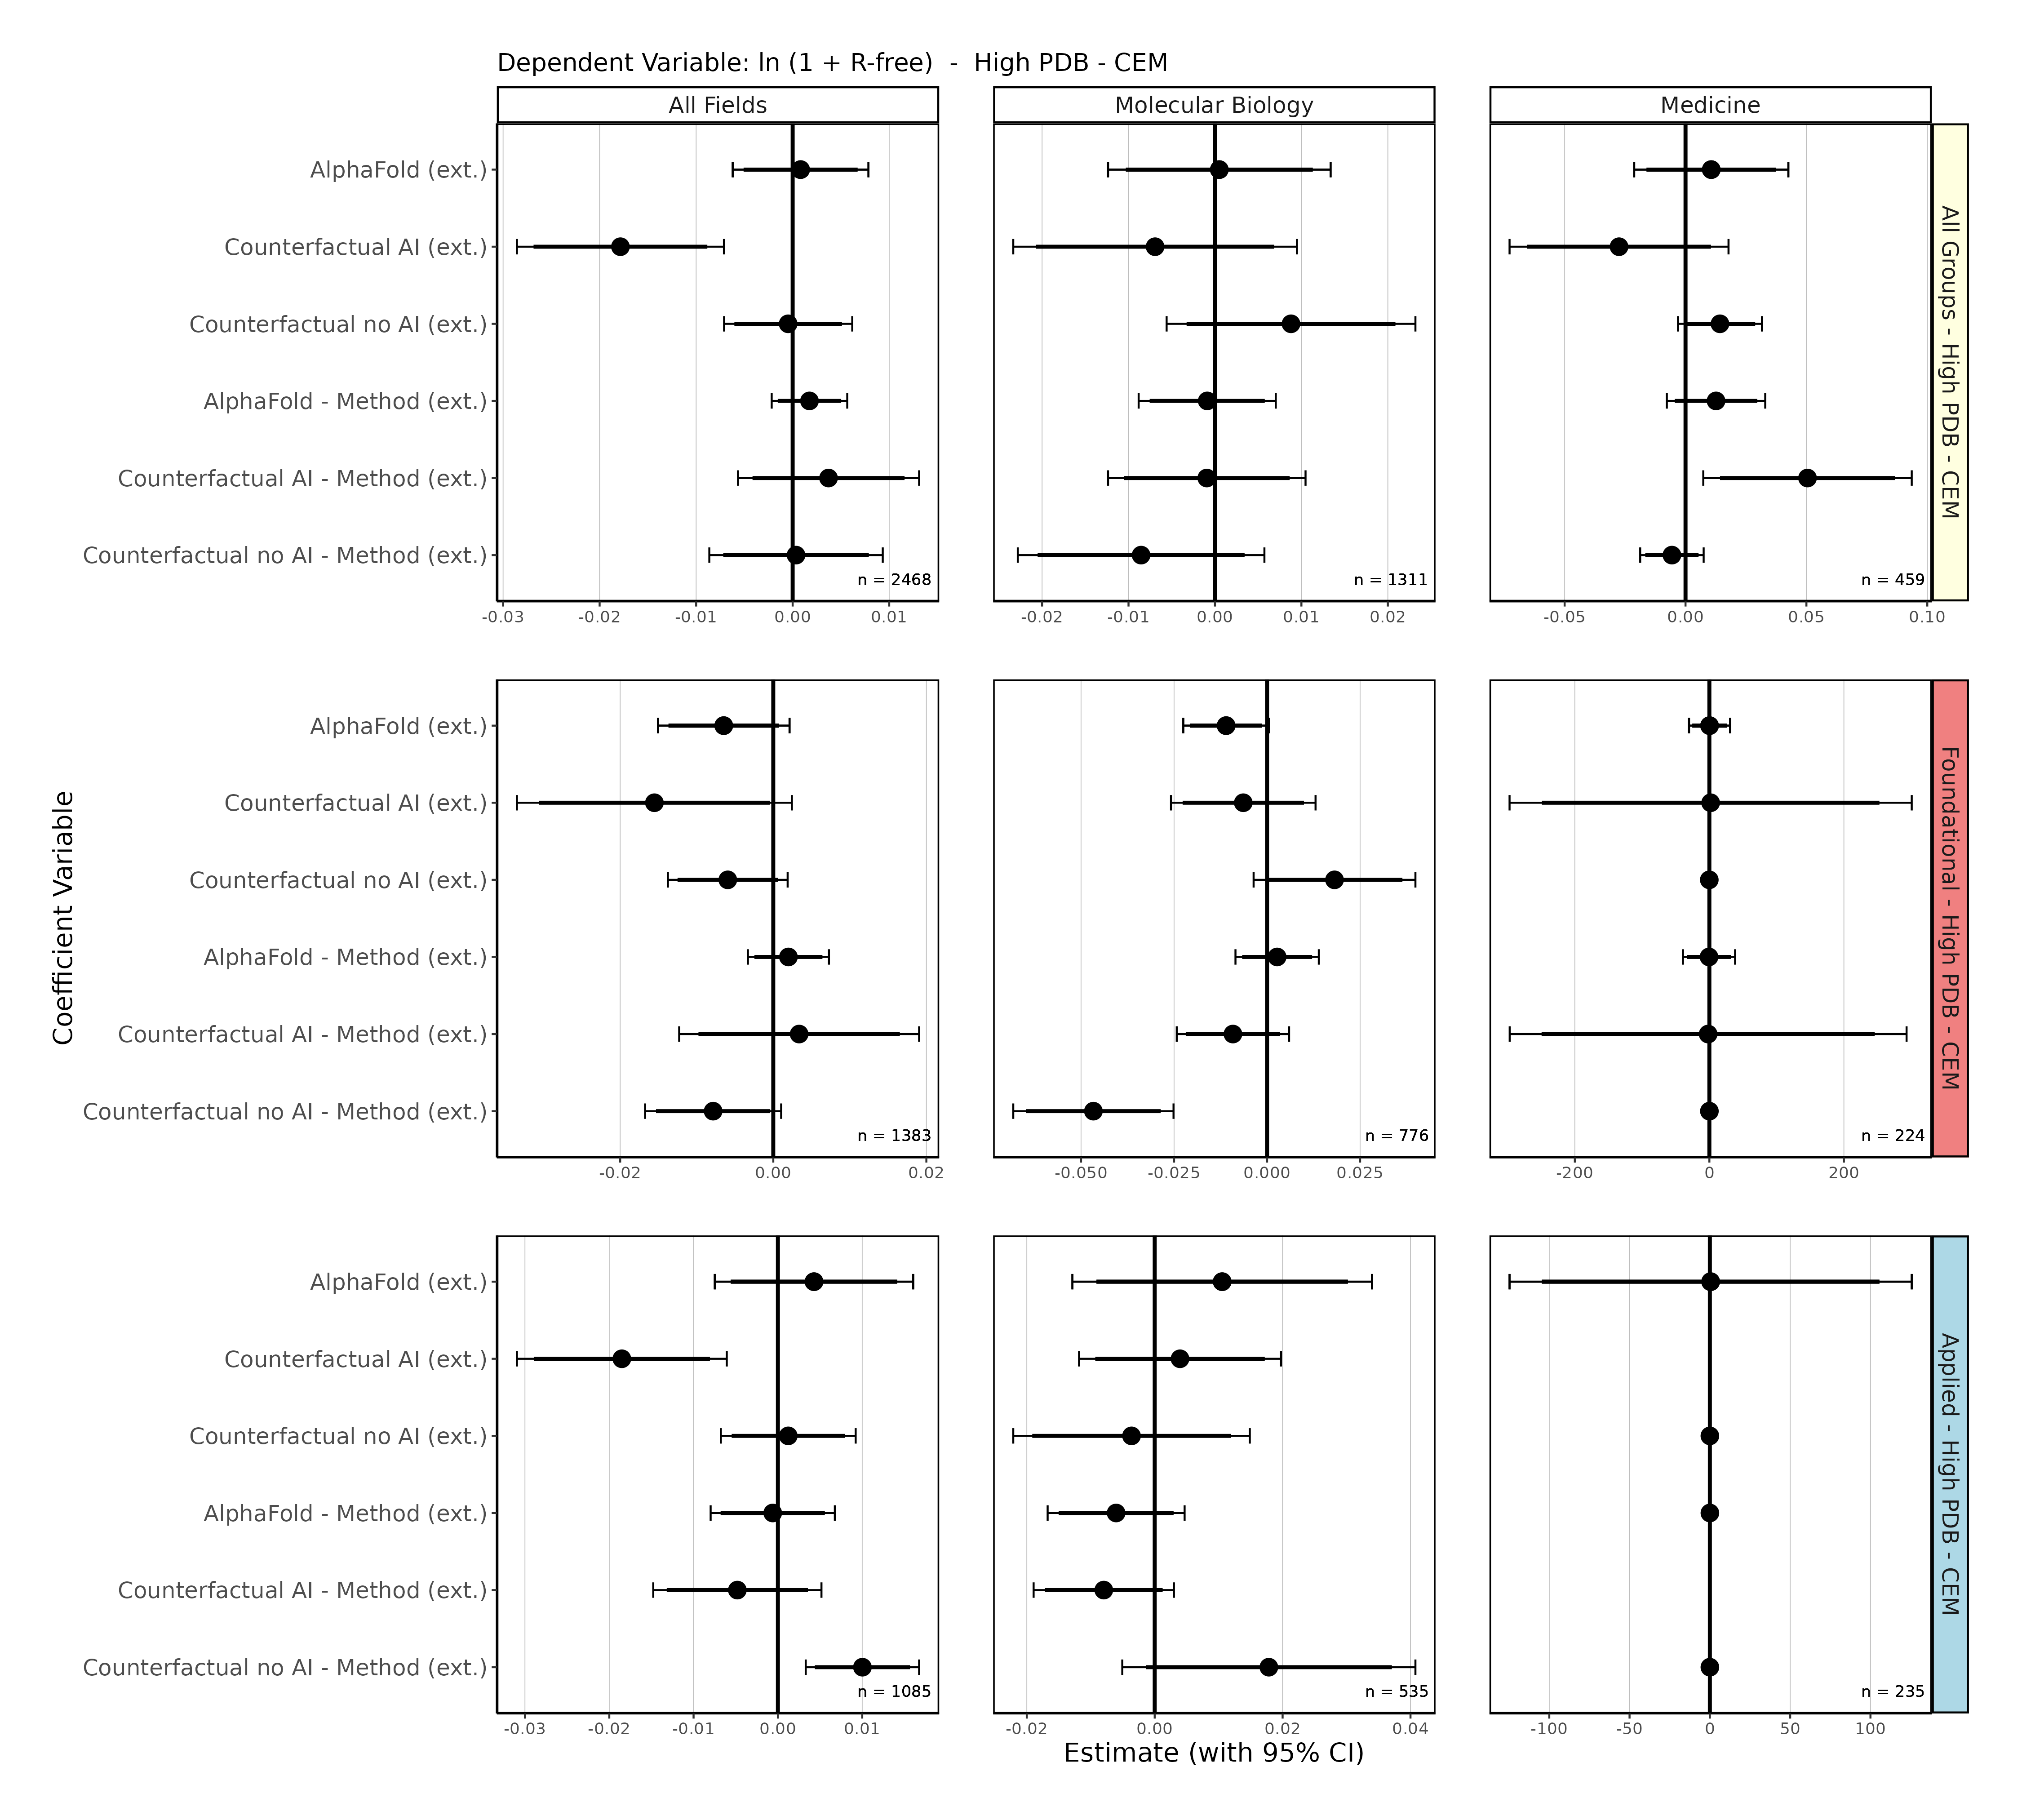 Dependent Variable: ln (1 + R-free)  -  High PDB - CEM
All Fields
Molecular Biology
Medicine
AlphaFold (ext.)
Counterfactual AI (ext.)
Counterfactual no AI (ext.)
AlphaFold - Method (ext.)
Counterfactual AI - Method (ext.)
Counterfactual no AI - Method (ext.)
n = 2468
n = 1311
n = 459
All Groups - High PDB - CEM
-0.03 -0.02 -0.01 0.00 0.01
-0.02 -0.01 0.00 0.01 0.02
-0.05 0.00 0.05 0.10
Coefficient Variable
AlphaFold (ext.)
Counterfactual AI (ext.)
Counterfactual no AI (ext.)
AlphaFold - Method (ext.)
Counterfactual AI - Method (ext.)
Counterfactual no AI - Method (ext.)
n = 1383
n = 776
n = 224
Foundational - High PDB - CEM
-0.02 0.00 0.02
-0.050 -0.025 0.000 0.025
-200 0 200
AlphaFold (ext.)
Counterfactual AI (ext.)
Counterfactual no AI (ext.)
AlphaFold - Method (ext.)
Counterfactual AI - Method (ext.)
Counterfactual no AI - Method (ext.)
n = 1085
n = 535
n = 235
Applied - High PDB - CEM
-0.03 -0.02 -0.01 0.00 0.01
-0.02 0.00 0.02 0.04
-100 -50 0 50 100
Estimate (with 95% CI)